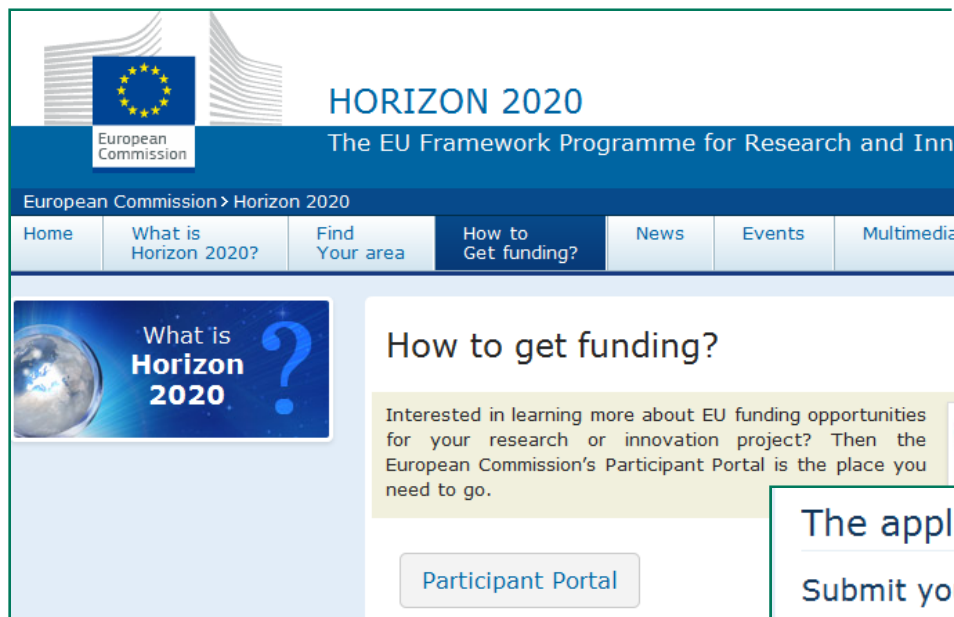 European
Commission
HORIZON 2020
The EU Framework Programme for Research and Inn
European Commission > Horizon 2020
Home
What is
Horizon 2020?
Find
Your area
How to
Get funding?
News
Events
Multimedia
What is
Horizon
2020
?
How to get funding?
Interested in learning more about EU funding opportunities
for your research or innovation project? Then the
European Commission's Participant Portal is the place you
need to go.
Participant Portal
The appl
Submit you